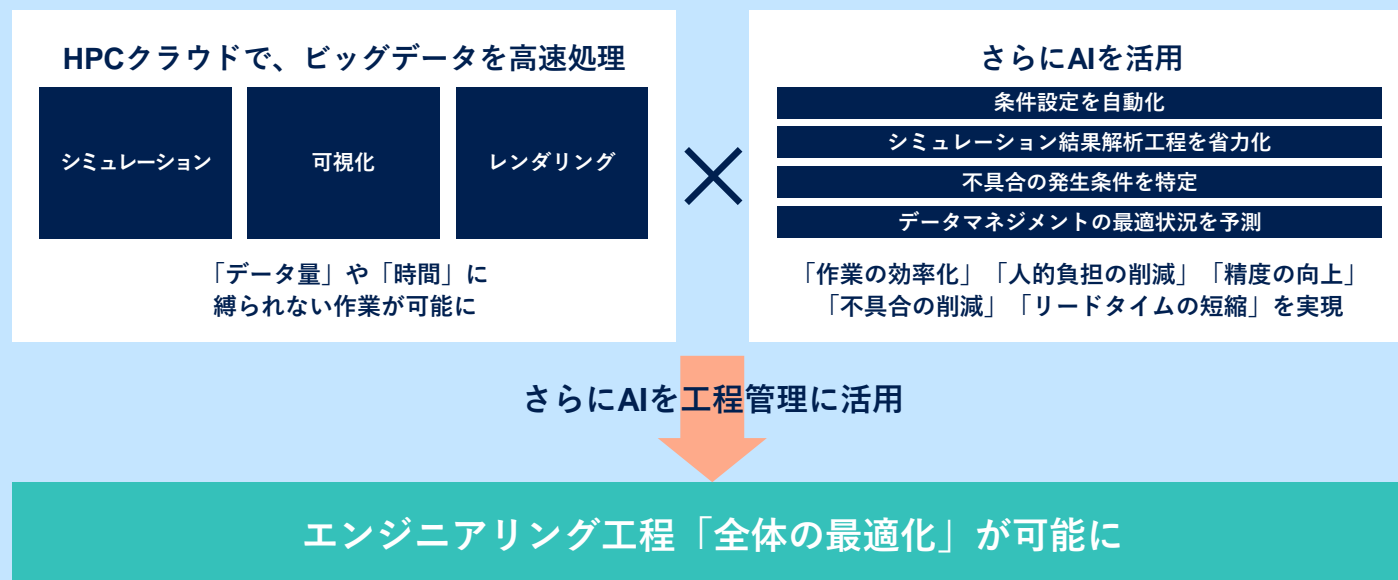 HPCクラウドで、ビッグデータを高速処理
シミュレーション
可視化
レンダリング
「データ量」や「時間」に
縛られない作業が可能に
×
さらにAIを活用
条件設定を自動化
シミュレーション結果解析工程を省力化
不具合の発生条件を特定
データマネジメントの最適状況を予測
「作業の効率化」「人的負担の削減」「精度の向上」
「不具合の削減」「リードタイムの短縮」を実現
さらにAIを工程管理に活用
エンジニアリング工程「全体の最適化」が可能に